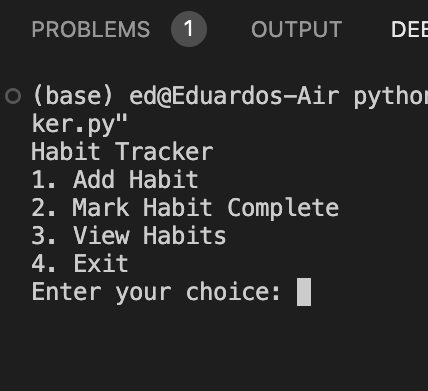 PROBLEMS 1 OUTPUT
(base) ed@Eduardos-Air
ker.py"
Habit Tracker
1. Add Habit
2. Mark Habit Complete
3. View Habits
4. Exit
Enter your choice: